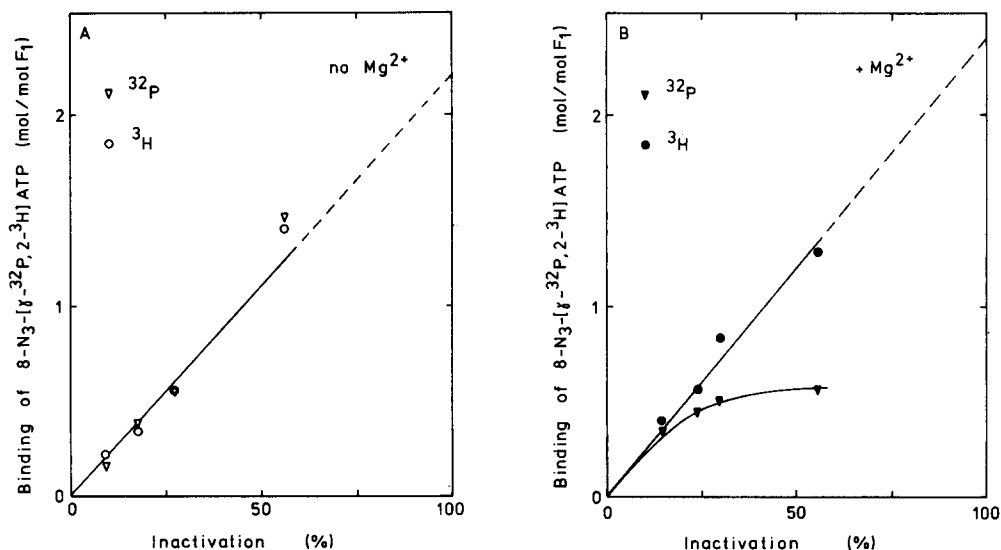 A
no Mg²⁺
▽ ³²P
○ ³H
Binding of 8-N₃-[γ-³²P,2-³H] ATP (mol/mol F₁)
2
1
0
0
50
100
Inactivation (%)
B
+ Mg²⁺
▼ ³²P
● ³H
Binding of 8-N₃-[γ-³²P,2-³H] ATP (mol/mol F₁)
2
1
0
0
50
100
Inactivation (%)